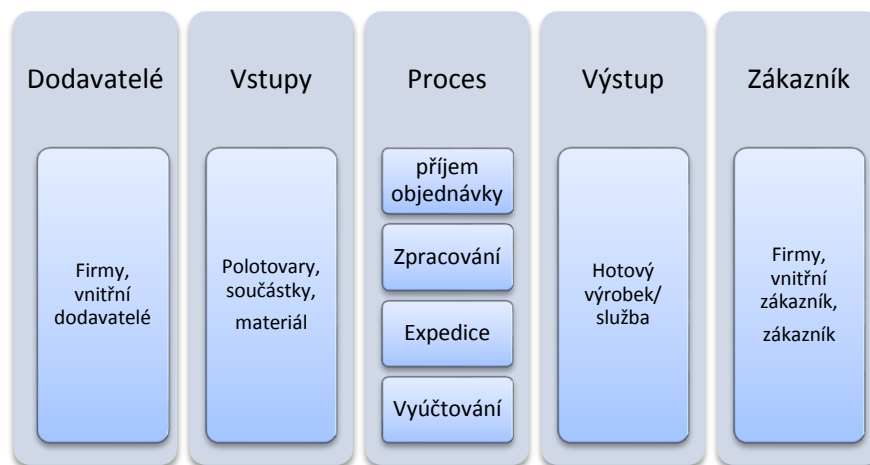 Dodavatelé
Firmy,
vnitřní
dodavatelé
Vstupy
Polotovary,
součástky,
materiál
Proces
příjem
objednávky
Zpracování
Expedice
Vyúčtování
Výstup
Hotový
výrobek/
služba
Zákazník
Firmy,
vnitřní
zákazník,
zákazník